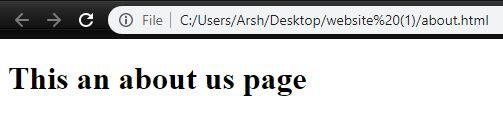 File | C:/Users/Arsh/Desktop/website%20(1)/about.html
This an about us page